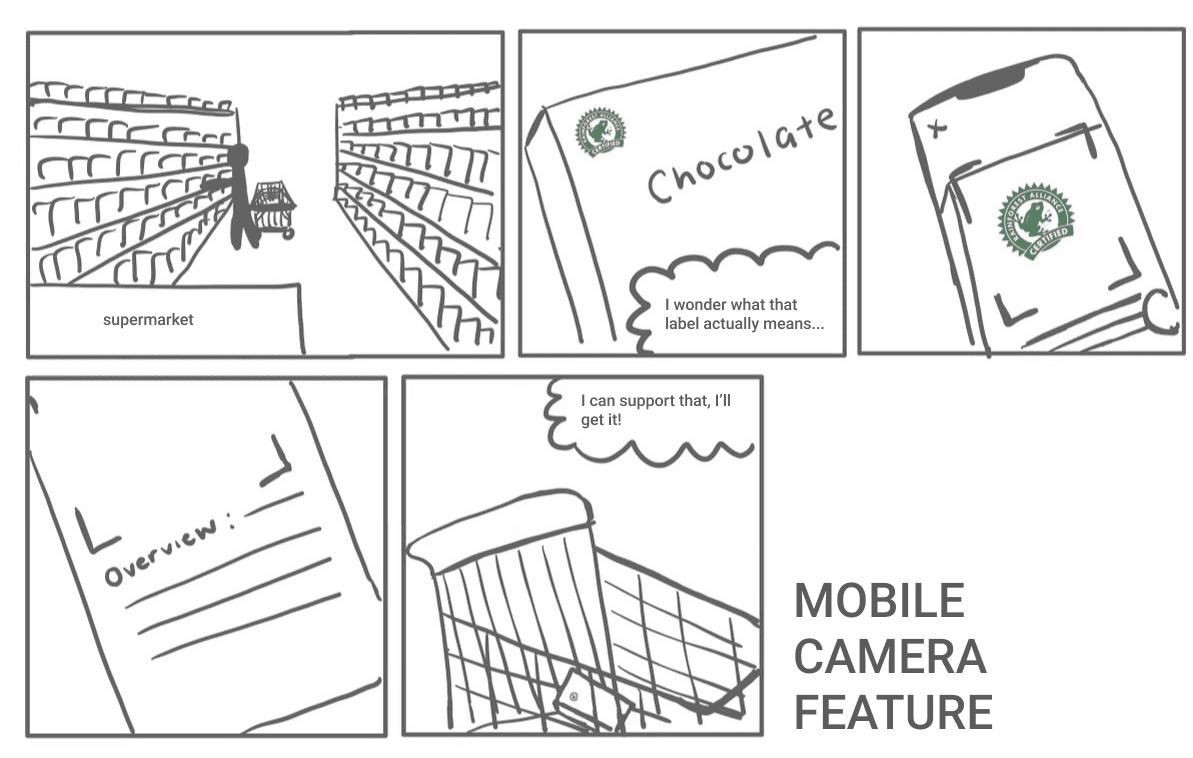 supermarket
CERTIFIED
Chocolate
I wonder what that
label actually means...
RAINFOREST ALLIANCE
CERTIFIED
Overview:
I can support that, I'll
get it!
MOBILE
CAMERA
FEATURE